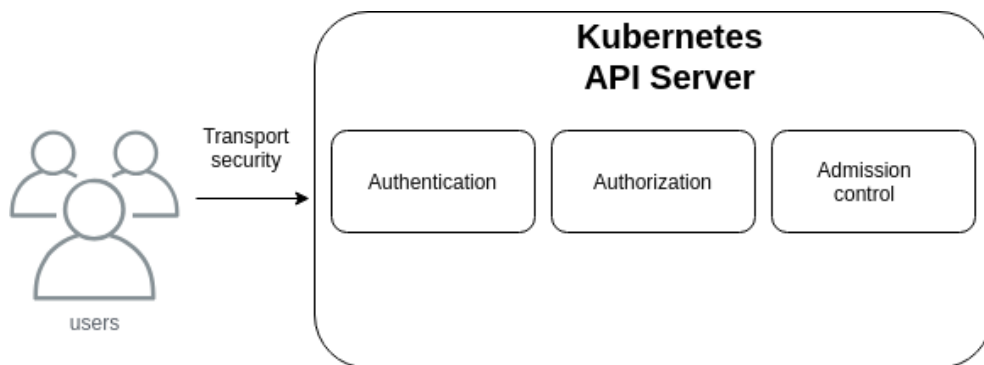 Kubernetes
API Server
Transport
security
Authentication
Authorization
Admission
control
users